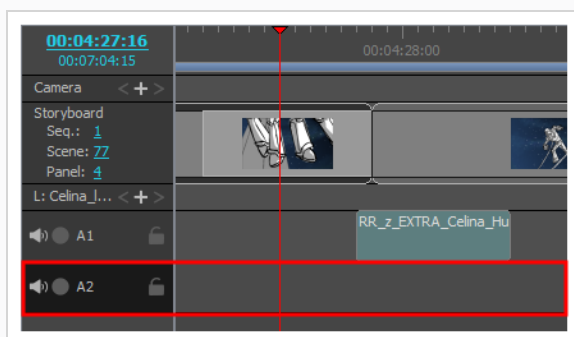 00:04:27:16
00:07:04:15
00:04:28:00
Camera < + >
Storyboard
Seq.: 1
Scene: 77
Panel: 4
L: Celina_l... < + >
A1
RR_z_EXTRA_Celina_Hu
A2